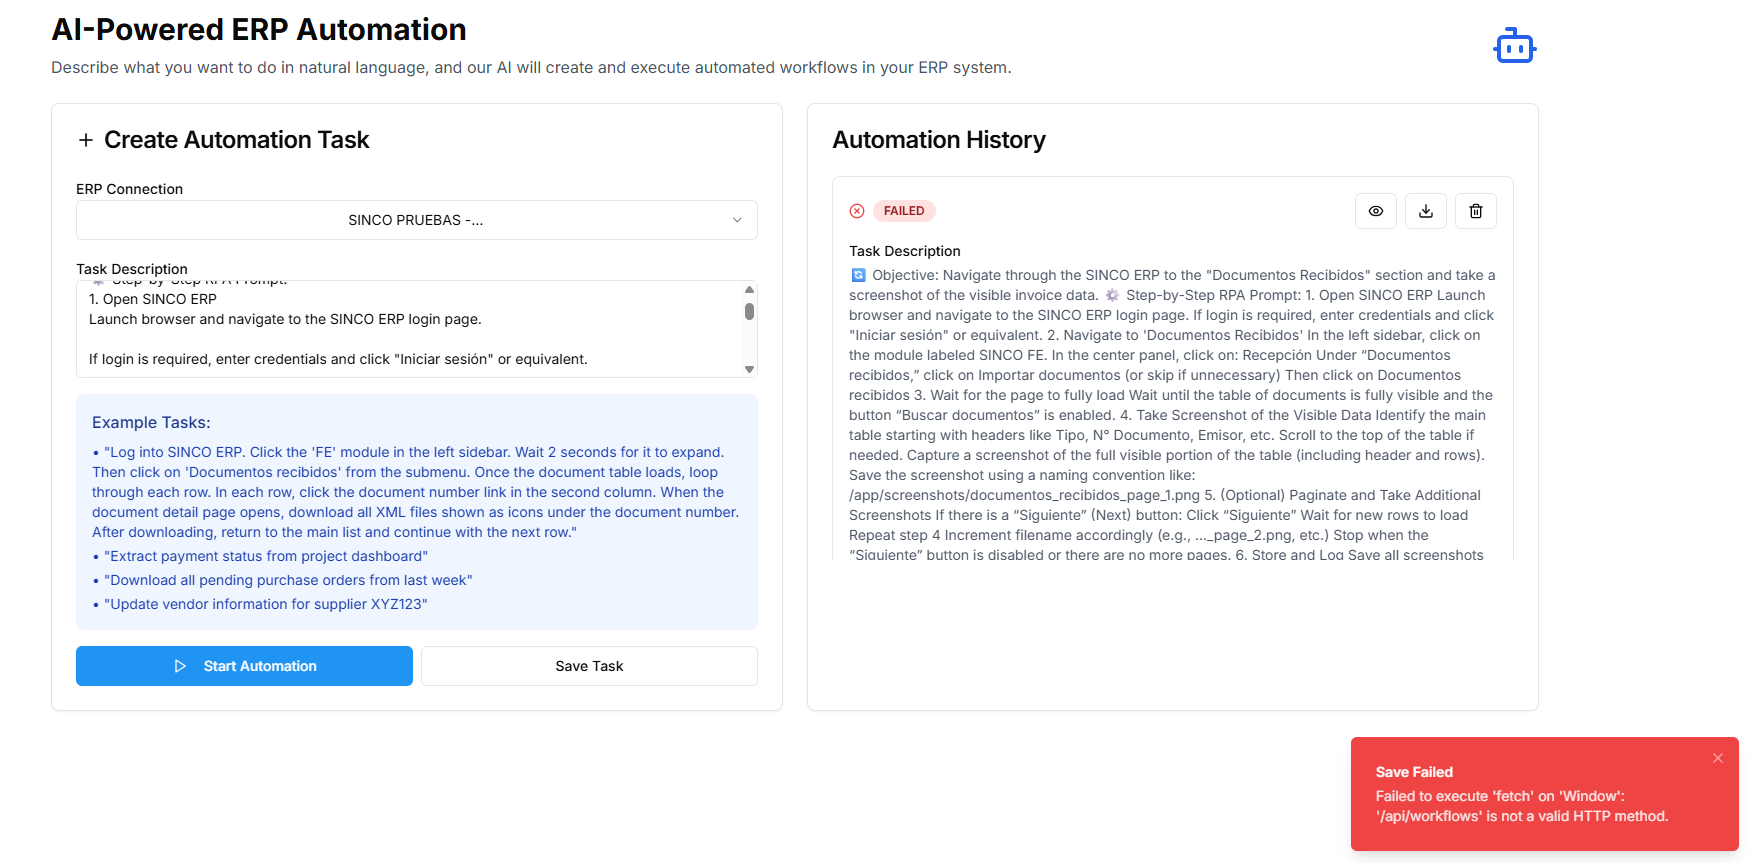 AI-Powered ERP Automation
Describe what you want to do in natural language, and our AI will create and execute automated workflows in your ERP system.
+ Create Automation Task
ERP Connection
SINCO PRUEBAS -...
Task Description
Step-by-Step RPA Prompt:
1. Open SINCO ERP
Launch browser and navigate to the SINCO ERP login page.
If login is required, enter credentials and click "Iniciar sesión" or equivalent.
Example Tasks:
• "Log into SINCO ERP. Click the 'FE' module in the left sidebar. Wait 2 seconds for it to expand.
Then click on 'Documentos recibidos' from the submenu. Once the document table loads, loop
through each row. In each row, click the document number link in the second column. When the
document detail page opens, download all XML files shown as icons under the document number.
After downloading, return to the main list and continue with the next row."
• "Extract payment status from project dashboard"
• "Download all pending purchase orders from last week"
• "Update vendor information for supplier XYZ123"
Start Automation
Save Task
Automation History
FAILED
Task Description
🔄 Objective: Navigate through the SINCO ERP to the "Documentos Recibidos" section and take a
screenshot of the visible invoice data. ⚙️ Step-by-Step RPA Prompt: 1. Open SINCO ERP Launch
browser and navigate to the SINCO ERP login page. If login is required, enter credentials and click
"Iniciar sesión" or equivalent. 2. Navigate to 'Documentos Recibidos' In the left sidebar, click on
the module labeled SINCO FE. In the center panel, click on: Recepción Under “Documentos
recibidos,” click on Importar documentos (or skip if unnecessary) Then click on Documentos
recibidos 3. Wait for the page to fully load Wait until the table of documents is fully visible and the
button “Buscar documentos” is enabled. 4. Take Screenshot of the Visible Data Identify the main
table starting with headers like Tipo, N° Documento, Emisor, etc. Scroll to the top of the table if
needed. Capture a screenshot of the full visible portion of the table (including header and rows).
Save the screenshot using a naming convention like:
/app/screenshots/documentos_recibidos_page_1.png 5. (Optional) Paginate and Take Additional
Screenshots If there is a “Siguiente” (Next) button: Click “Siguiente” Wait for new rows to load
Repeat step 4 Increment filename accordingly (e.g., ..._page_2.png, etc.) Stop when the
“Siguiente” button is disabled or there are no more pages. 6. Store and Log Save all screenshots
Save Failed
Failed to execute 'fetch' on 'Window':
'/api/workflows' is not a valid HTTP method.